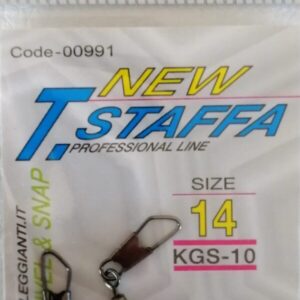 Code-00991
NEW
T.STAFFA
PROFESSIONAL LINE
SIZE
14
KGS-10
& SNAP
EGGIANTI.IT